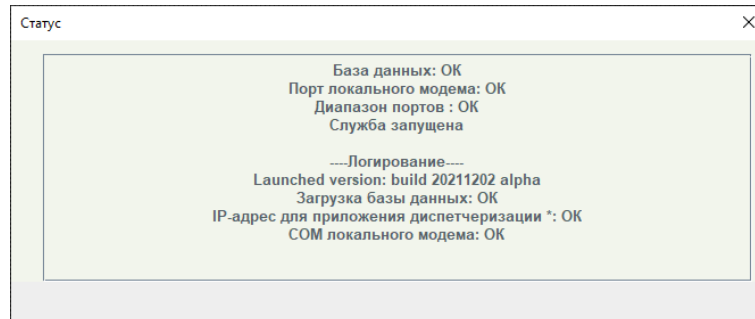 Статус
База данных: ОК
Порт локального модема: ОК
Диапазон портов : ОК
Служба запущена
----Логирование----
Launched version: build 20211202 alpha
Загрузка базы данных: ОК
IP-адрес для приложения диспетчеризации *: ОК
COM локального модема: ОК